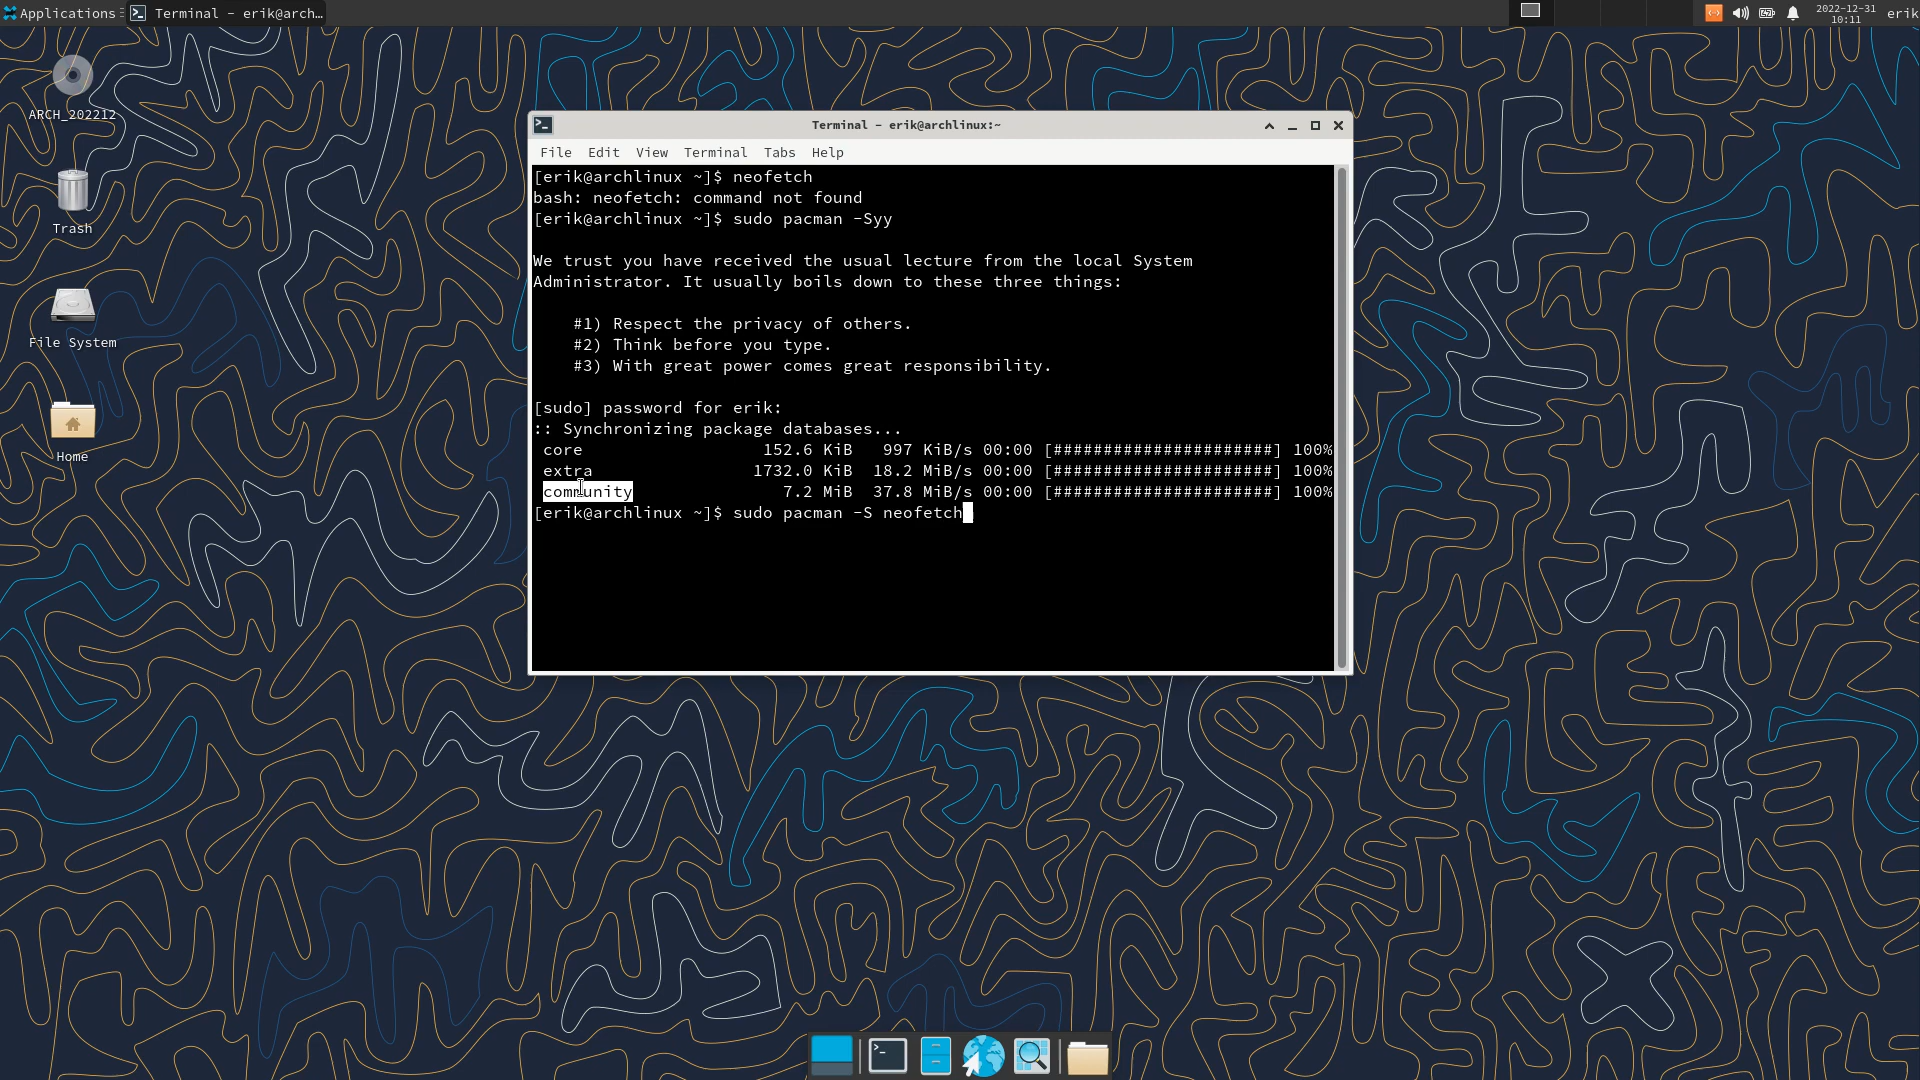 Applications
Terminal - erik@arch...
2022-12-31
10:11
erik
ARCH_202212
Trash
File System
Home
Terminal - erik@archlinux:~
File Edit View Terminal Tabs Help
[erik@archlinux ~]$ neofetch
bash: neofetch: command not found
[erik@archlinux ~]$ sudo pacman -Syy
We trust you have received the usual lecture from the local System
Administrator. It usually boils down to these three things:
#1) Respect the privacy of others.
#2) Think before you type.
#3) With great power comes great responsibility.
[sudo] password for erik:
:: Synchronizing package databases...
core 152.6 KiB 997 KiB/s 00:00 [######################] 100%
extra 1732.0 KiB 18.2 MiB/s 00:00 [######################] 100%
community 7.2 MiB 37.8 MiB/s 00:00 [######################] 100%
[erik@archlinux ~]$ sudo pacman -S neofetch